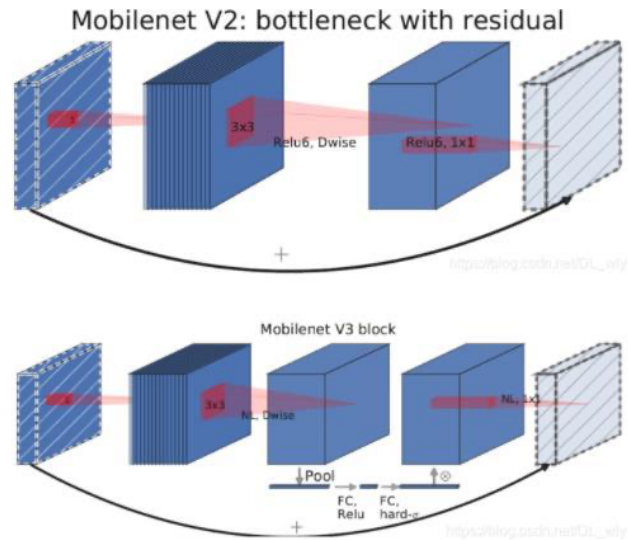 Mobilenet V2: bottleneck with residual
3x3
Relu6, Dwise
Relu6, 1x1
+
https://blog.csdn.net/DL_wly
Mobilenet V3 block
3x3
NL, Dwise
NL, 1x1
Pool
⊗
FC,
Relu
FC,
hard-σ
+
https://blog.csdn.net/DL_wly